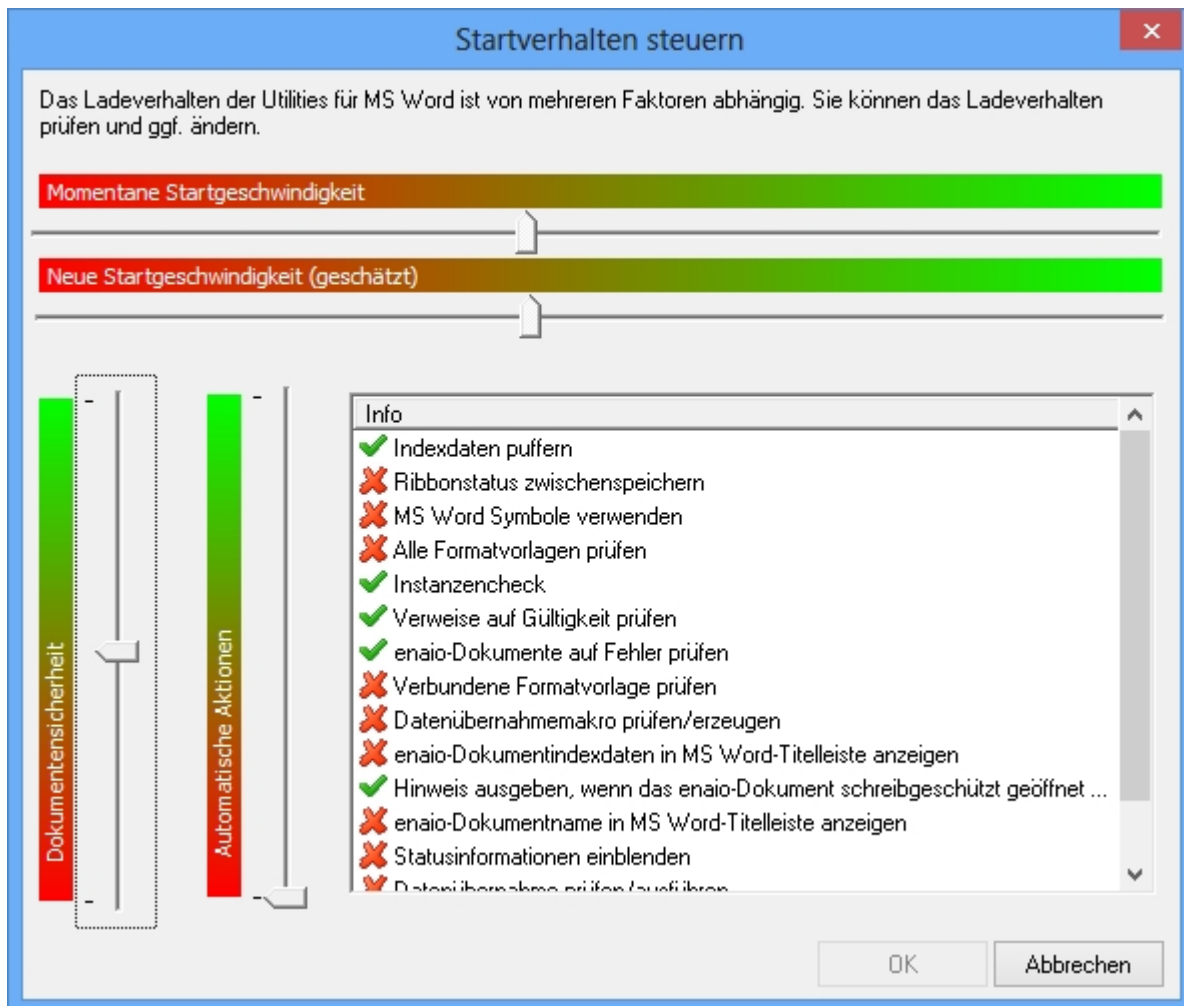 Startverhalten steuern
Das Ladeverhalten der Utilities für MS Word ist von mehreren Faktoren abhängig. Sie können das Ladeverhalten
prüfen und ggf. ändern.
Momentane Startgeschwindigkeit
Neue Startgeschwindigkeit (geschätzt)
Dokumentensicherheit
Automatische Aktionen
Info
Indexdaten puffern
Ribbonstatus zwischenspeichern
MS Word Symbole verwenden
Alle Formatvorlagen prüfen
Instanzencheck
Verweise auf Gültigkeit prüfen
enaio-Dokumente auf Fehler prüfen
Verbundene Formatvorlage prüfen
Datenübernahmemakro prüfen/erzeugen
enaio-Dokumentindexdaten in MS Word-Titelleiste anzeigen
Hinweis ausgeben, wenn das enaio-Dokument schreibgeschützt geöffnet ...
enaio-Dokumentname in MS Word-Titelleiste anzeigen
Statusinformationen einblenden
Datenübernahme prüfen/ausführen
OK
Abbrechen